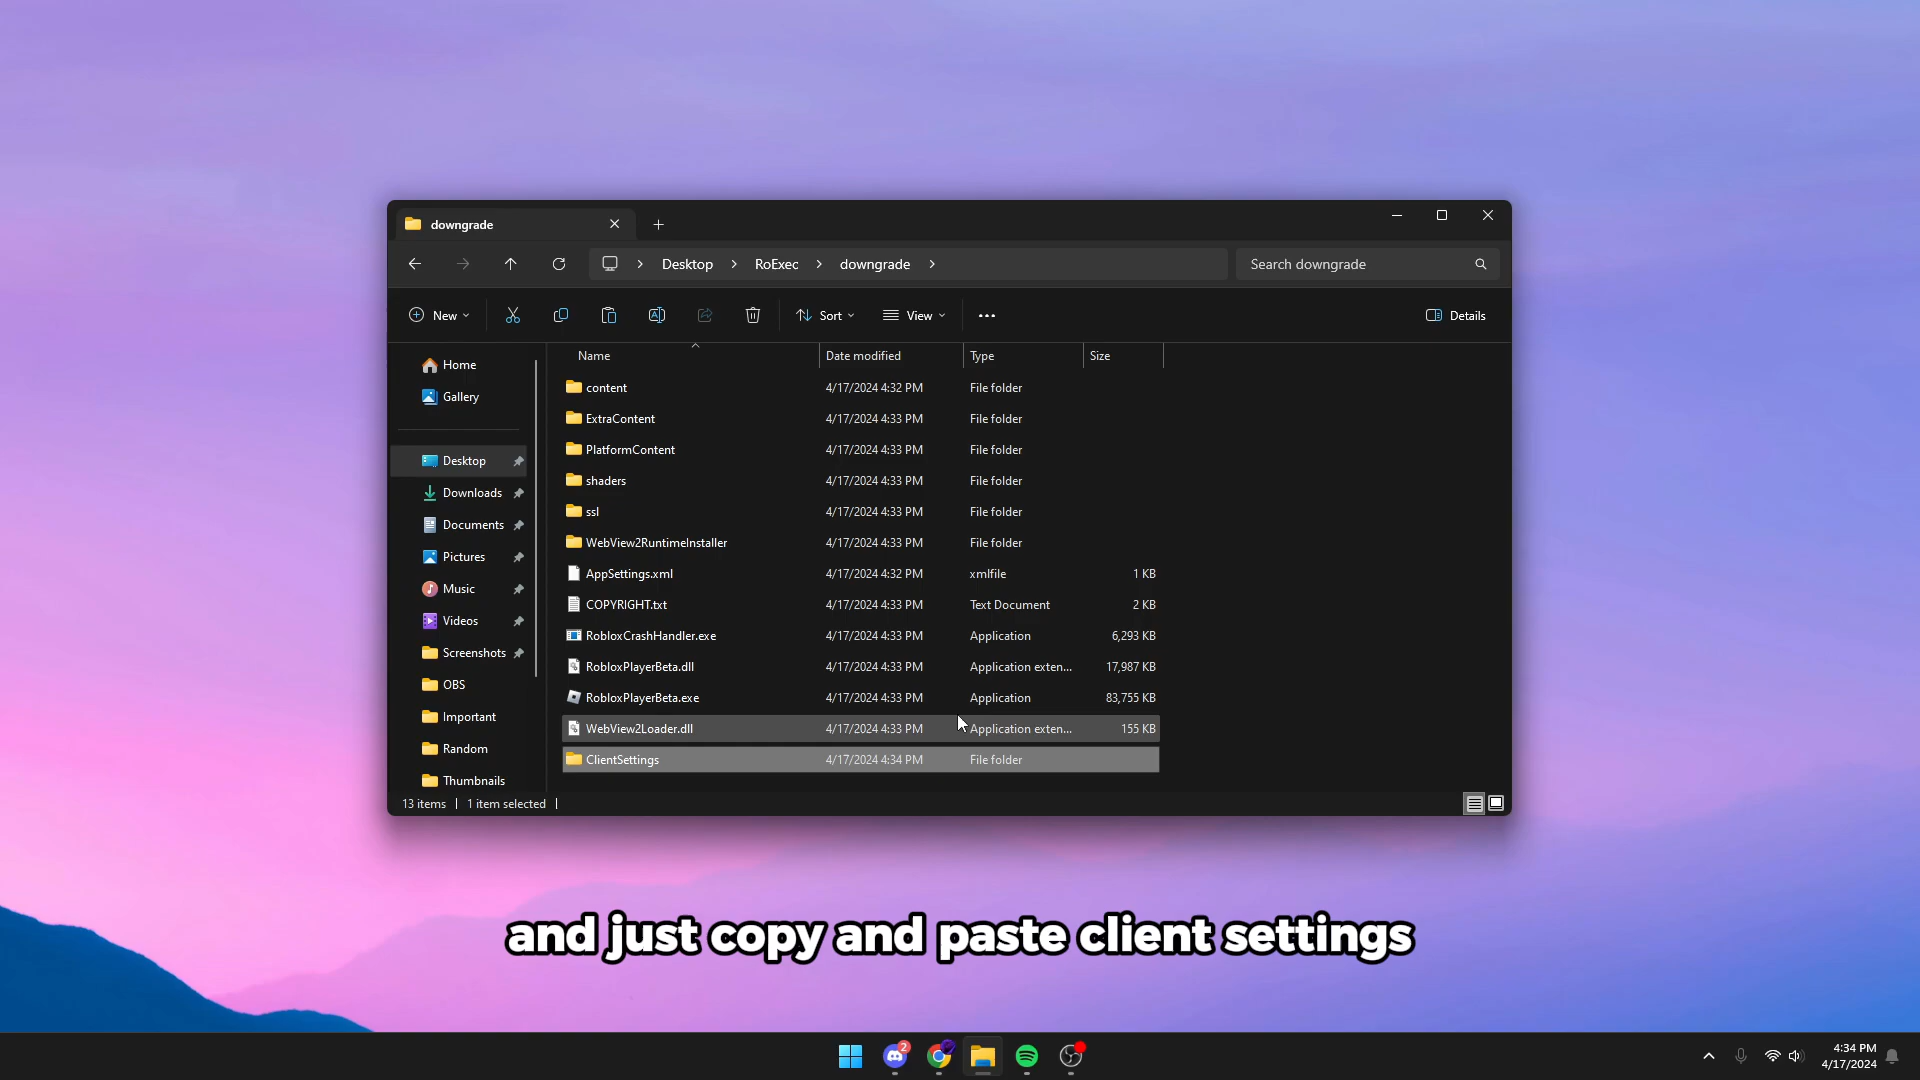 downgrade
Desktop
RoExec
downgrade
Search downgrade
New
Sort
View
Details
Name
Date modified
Type
Size
Home
Gallery
Desktop
Downloads
Documents
Pictures
Music
Videos
Screenshots
OBS
Important
Random
Thumbnails
content 4/17/2024 4:32 PM File folder
ExtraContent 4/17/2024 4:33 PM File folder
PlatformContent 4/17/2024 4:33 PM File folder
shaders 4/17/2024 4:33 PM File folder
ssl 4/17/2024 4:33 PM File folder
WebView2RuntimeInstaller 4/17/2024 4:33 PM File folder
AppSettings.xml 4/17/2024 4:32 PM xmlfile 1 KB
COPYRIGHT.txt 4/17/2024 4:33 PM Text Document 2 KB
RobloxCrashHandler.exe 4/17/2024 4:33 PM Application 6,293 KB
RobloxPlayerBeta.dll 4/17/2024 4:33 PM Application exten... 17,987 KB
RobloxPlayerBeta.exe 4/17/2024 4:33 PM Application 83,755 KB
WebView2Loader.dll 4/17/2024 4:33 PM Application exten... 155 KB
ClientSettings 4/17/2024 4:34 PM File folder
13 items
1 item selected
and just copy and paste client settings
2
4:34 PM
4/17/2024